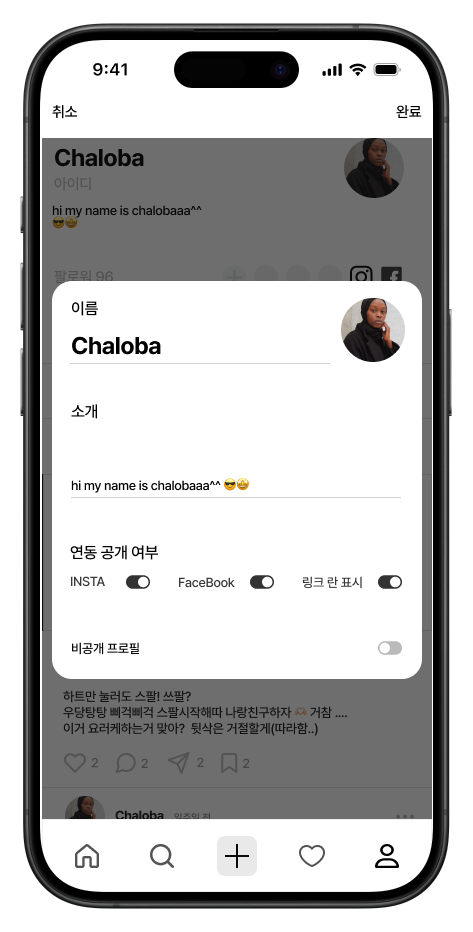 9:41
취소
완료
Chaloba
아이디
hi my name is chalobaaa^^
😎🤩
팔로워 96
이름
Chaloba
소개
hi my name is chalobaaa^^ 😎🤩
연동 공개 여부
INSTA
FaceBook
링크 란 표시
비공개 프로필
하트만 눌러도 스팔! 쓰팔?
우당탕탕 삐걱삐걱 스팔시작해따 나랑친구하자 🫶🏻 거참 ....
이거 요러케하는거 맞아? 뒷삭은 거절할게(따라함..)
2 2 2 2
Chaloba 일주일 전